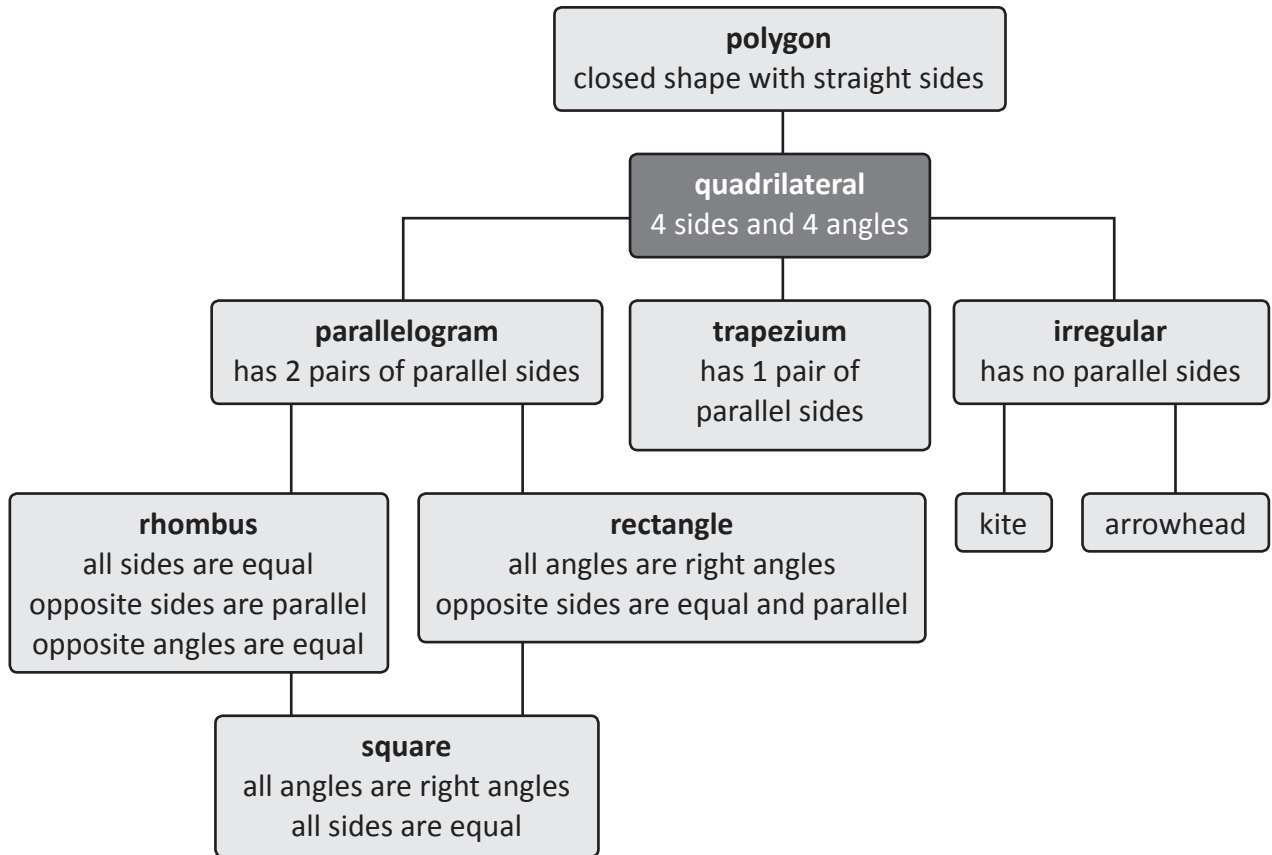 polygon
closed shape with straight sides
quadrilateral
4 sides and 4 angles
parallelogram
has 2 pairs of parallel sides
trapezium
has 1 pair of
parallel sides
irregular
has no parallel sides
rhombus
all sides are equal
opposite sides are parallel
opposite angles are equal
rectangle
all angles are right angles
opposite sides are equal and parallel
kite
arrowhead
square
all angles are right angles
all sides are equal